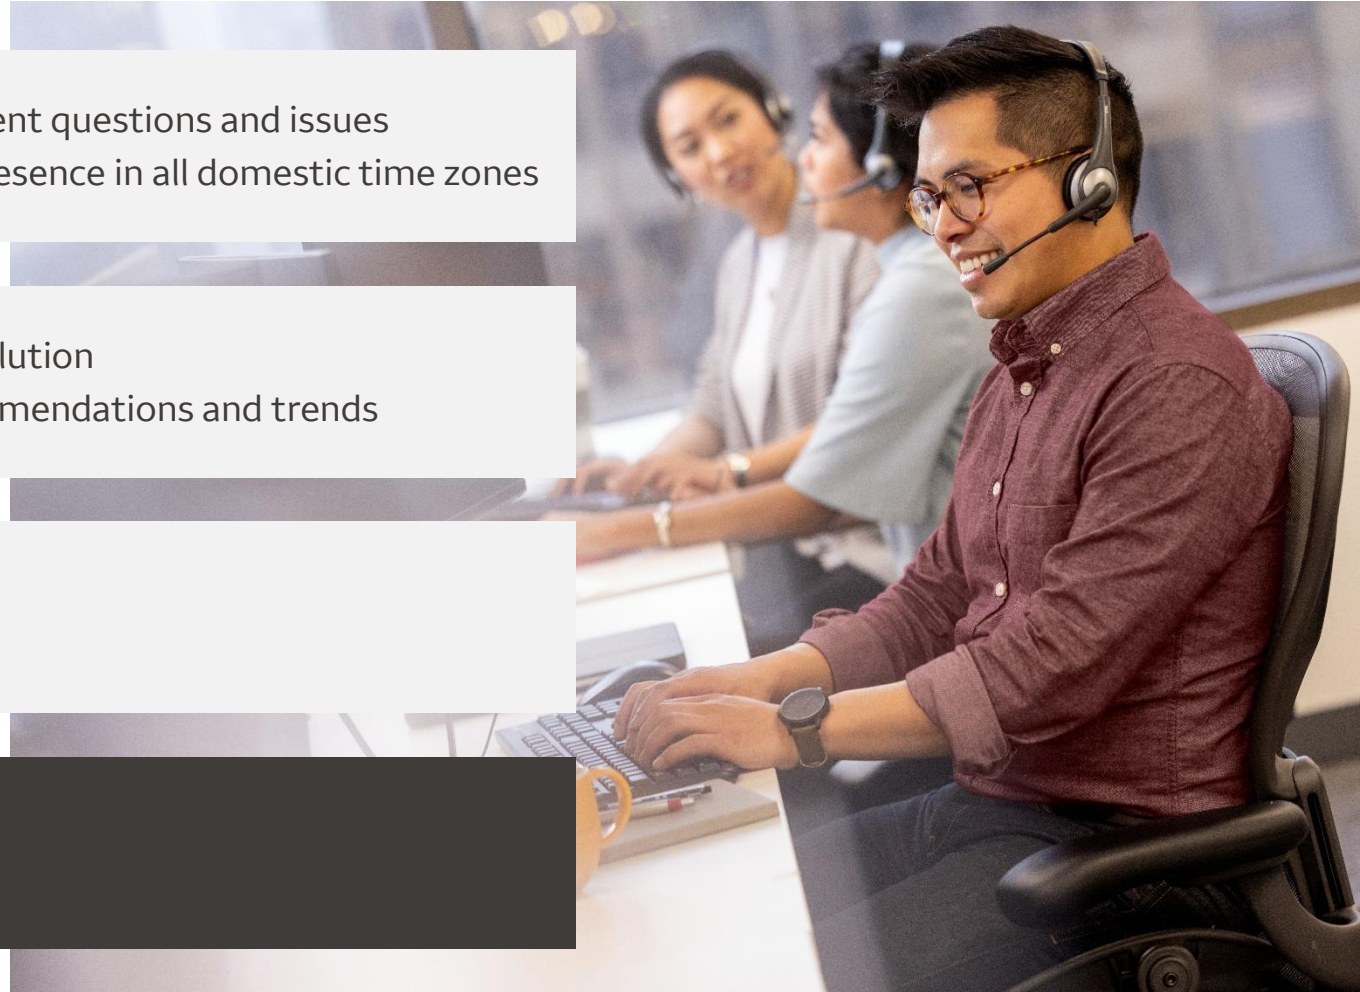 ent questions and issues
esence in all domestic time zones
lution
mendations and trends